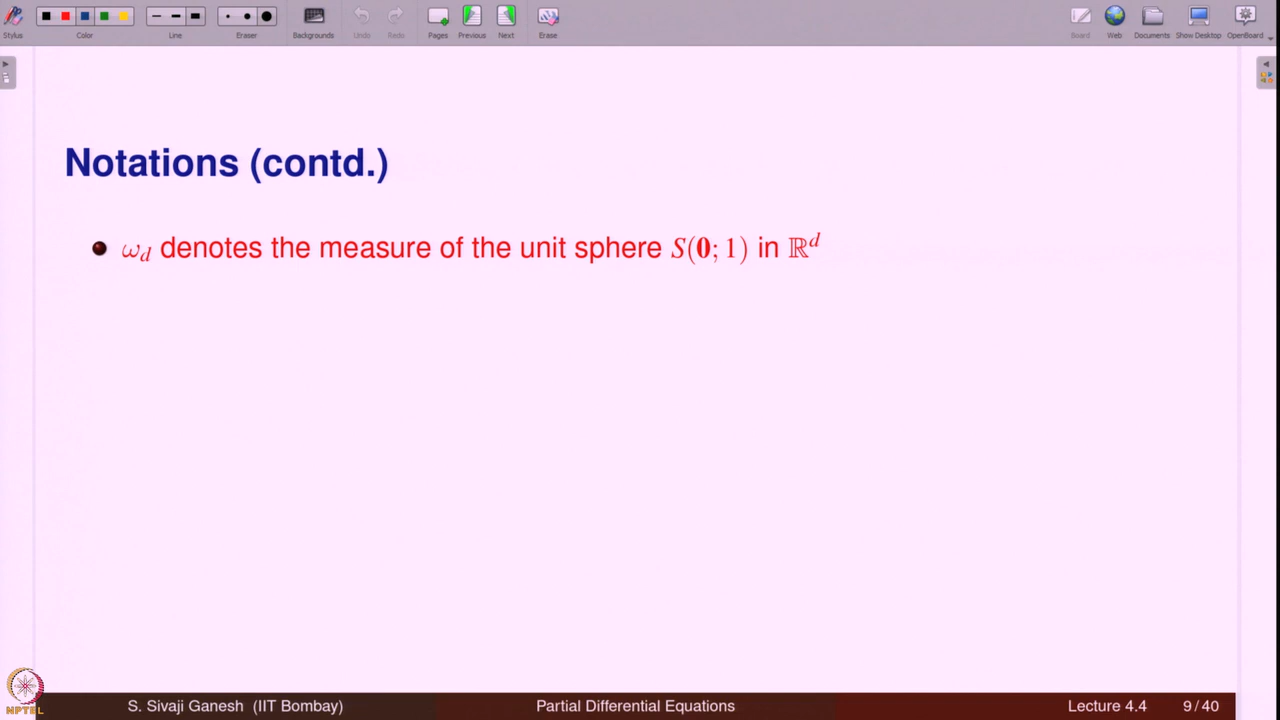 Stylus Color Line Eraser Backgrounds Undo Redo Pages Previous Next Erase Board Web Documents Show Desktop OpenBoard
Notations (contd.)
ω_d denotes the measure of the unit sphere S(0; 1) in ℝ^d
NPTEL
S. Sivaji Ganesh (IIT Bombay) Partial Differential Equations Lecture 4.4 9 / 40